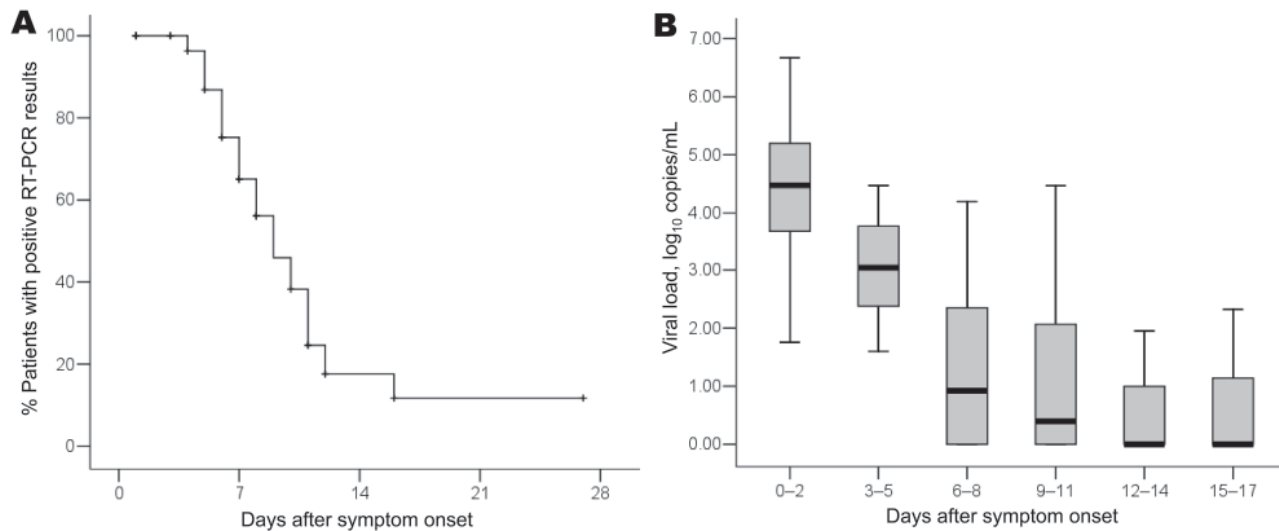 A
% Patients with positive RT-PCR results
100
80
60
40
20
0
0 7 14 21 28
Days after symptom onset
B
Viral load, log₁₀ copies/mL
7.00
6.00
5.00
4.00
3.00
2.00
1.00
0.00
0–2 3–5 6–8 9–11 12–14 15–17
Days after symptom onset